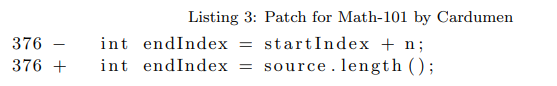 Listing 3: Patch for Math-101 by Cardumen
376 − int endIndex = startIndex + n;
376 + int endIndex = source.length();